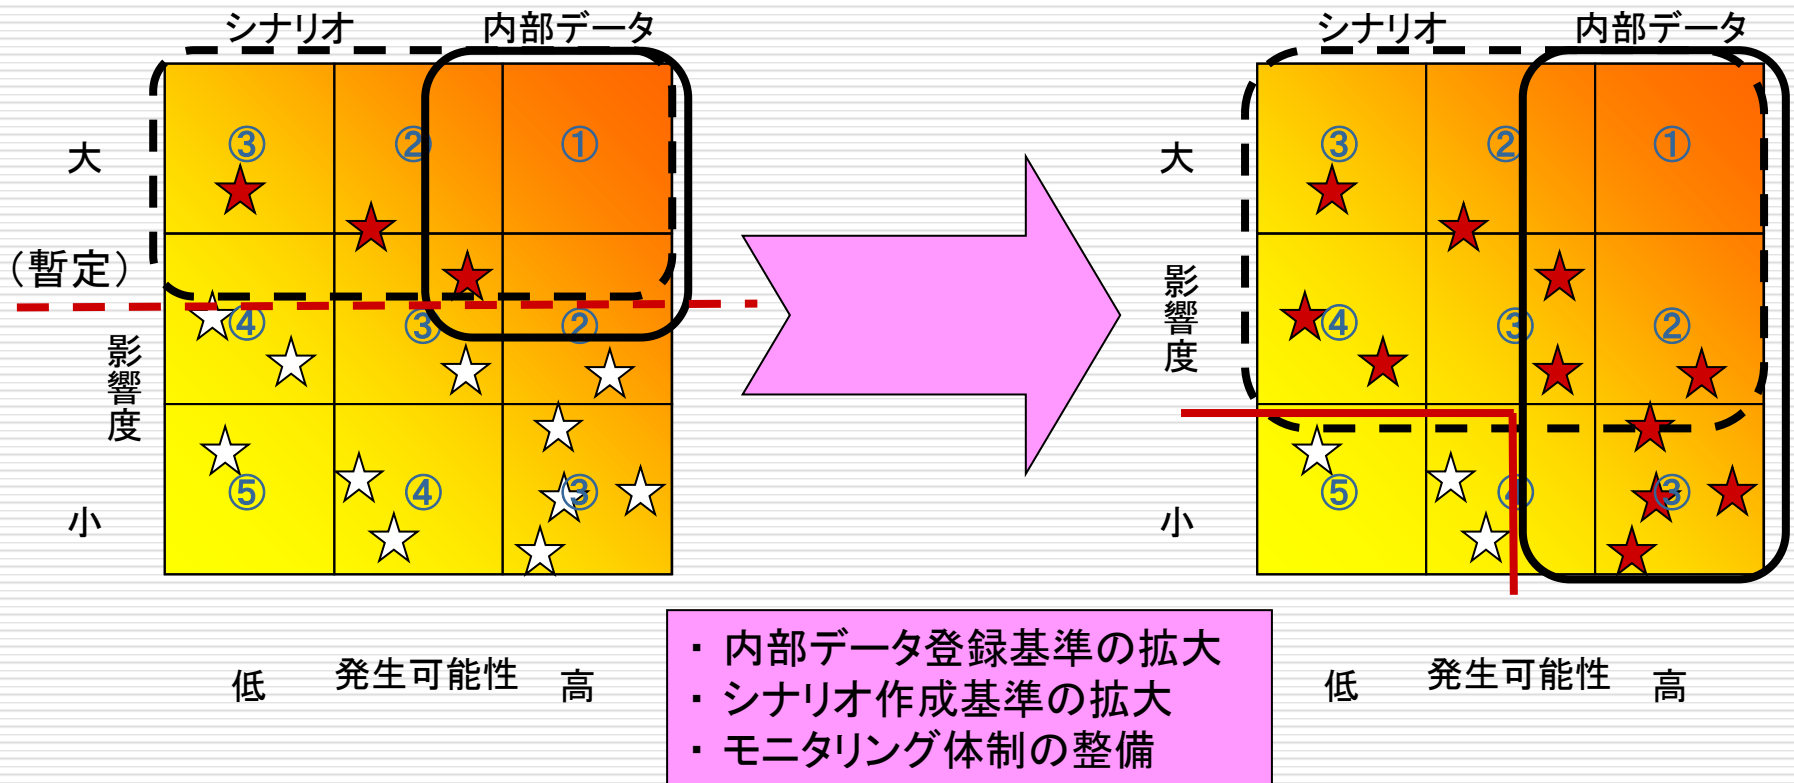 シナリオ
内部データ
③
②
①
大
（暫定）
④
③
②
影響度
⑤
④
③
小
低
発生可能性
高
シナリオ
内部データ
③
②
①
大
影響度
④
③
②
⑤
④
③
小
低
発生可能性
高
・ 内部データ登録基準の拡大
・ シナリオ作成基準の拡大
・ モニタリング体制の整備